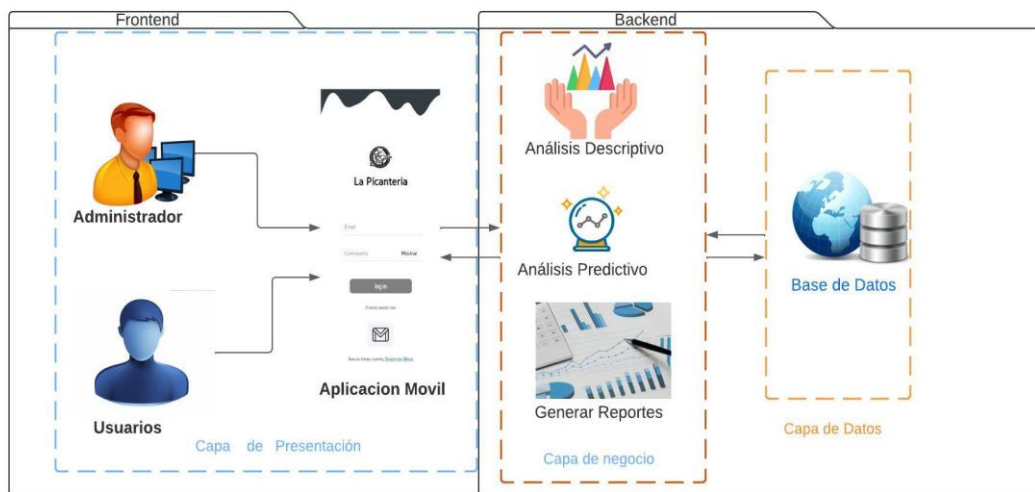 Frontend
Backend
Administrador
Usuarios
La Picanteria
Email
Contraseña
Mostrar
log in
Aplicacion Movil
Capa de Presentación
Análisis Descriptivo
Análisis Predictivo
Generar Reportes
Capa de negocio
Base de Datos
Capa de Datos